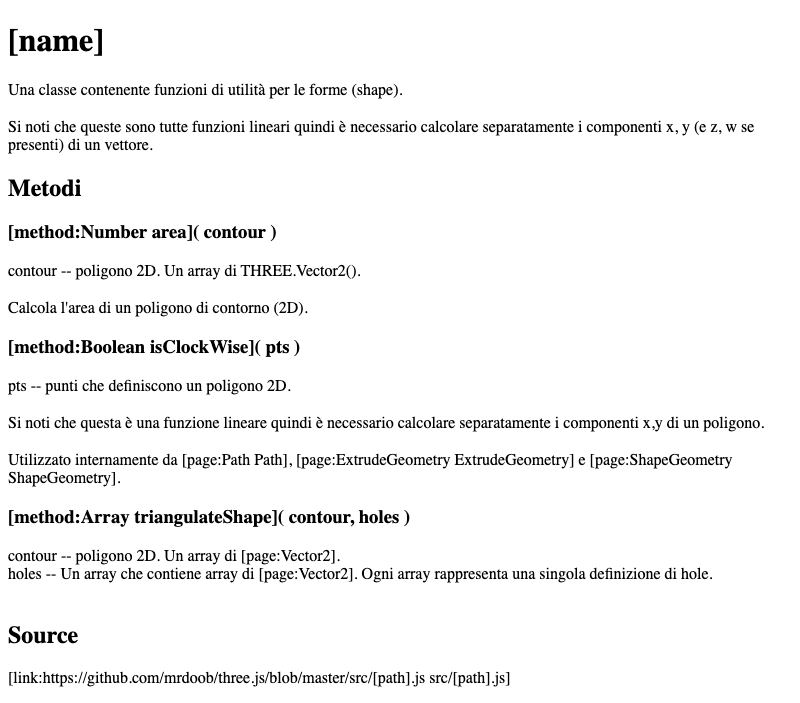 [name]
Una classe contenente funzioni di utilità per le forme (shape).
Si noti che queste sono tutte funzioni lineari quindi è necessario calcolare separatamente i componenti x, y (e z, w se
presenti) di un vettore.
Metodi
[method:Number area]( contour )
contour -- poligono 2D. Un array di THREE.Vector2().
Calcola l'area di un poligono di contorno (2D).
[method:Boolean isClockWise]( pts )
pts -- punti che definiscono un poligono 2D.
Si noti che questa è una funzione lineare quindi è necessario calcolare separatamente i componenti x,y di un poligono.
Utilizzato internamente da [page:Path Path], [page:ExtrudeGeometry ExtrudeGeometry] e [page:ShapeGeometry
ShapeGeometry].
[method:Array triangulateShape]( contour, holes )
contour -- poligono 2D. Un array di [page:Vector2].
holes -- Un array che contiene array di [page:Vector2]. Ogni array rappresenta una singola definizione di hole.
Source
[link:https://github.com/mrdoob/three.js/blob/master/src/[path].js src/[path].js]